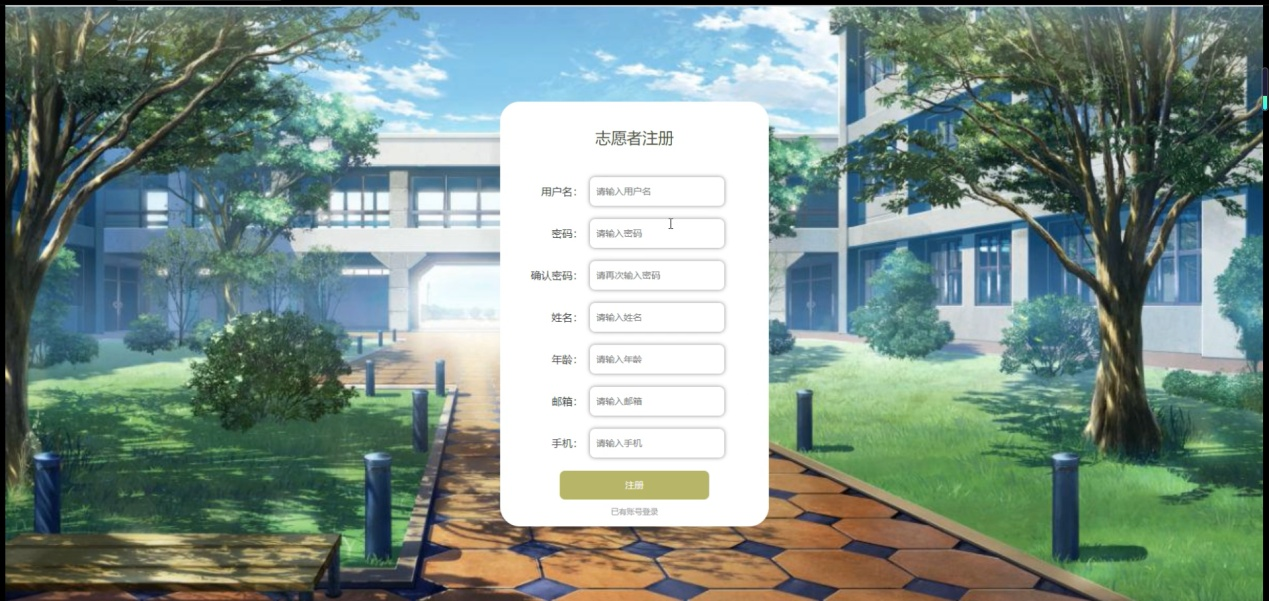 志愿者注册
用户名： 请输入用户名
密码： 请输入密码
确认密码： 请再次输入密码
姓名： 请输入姓名
年龄： 请输入年龄
邮箱： 请输入邮箱
手机： 请输入手机
注册
已有账号登录